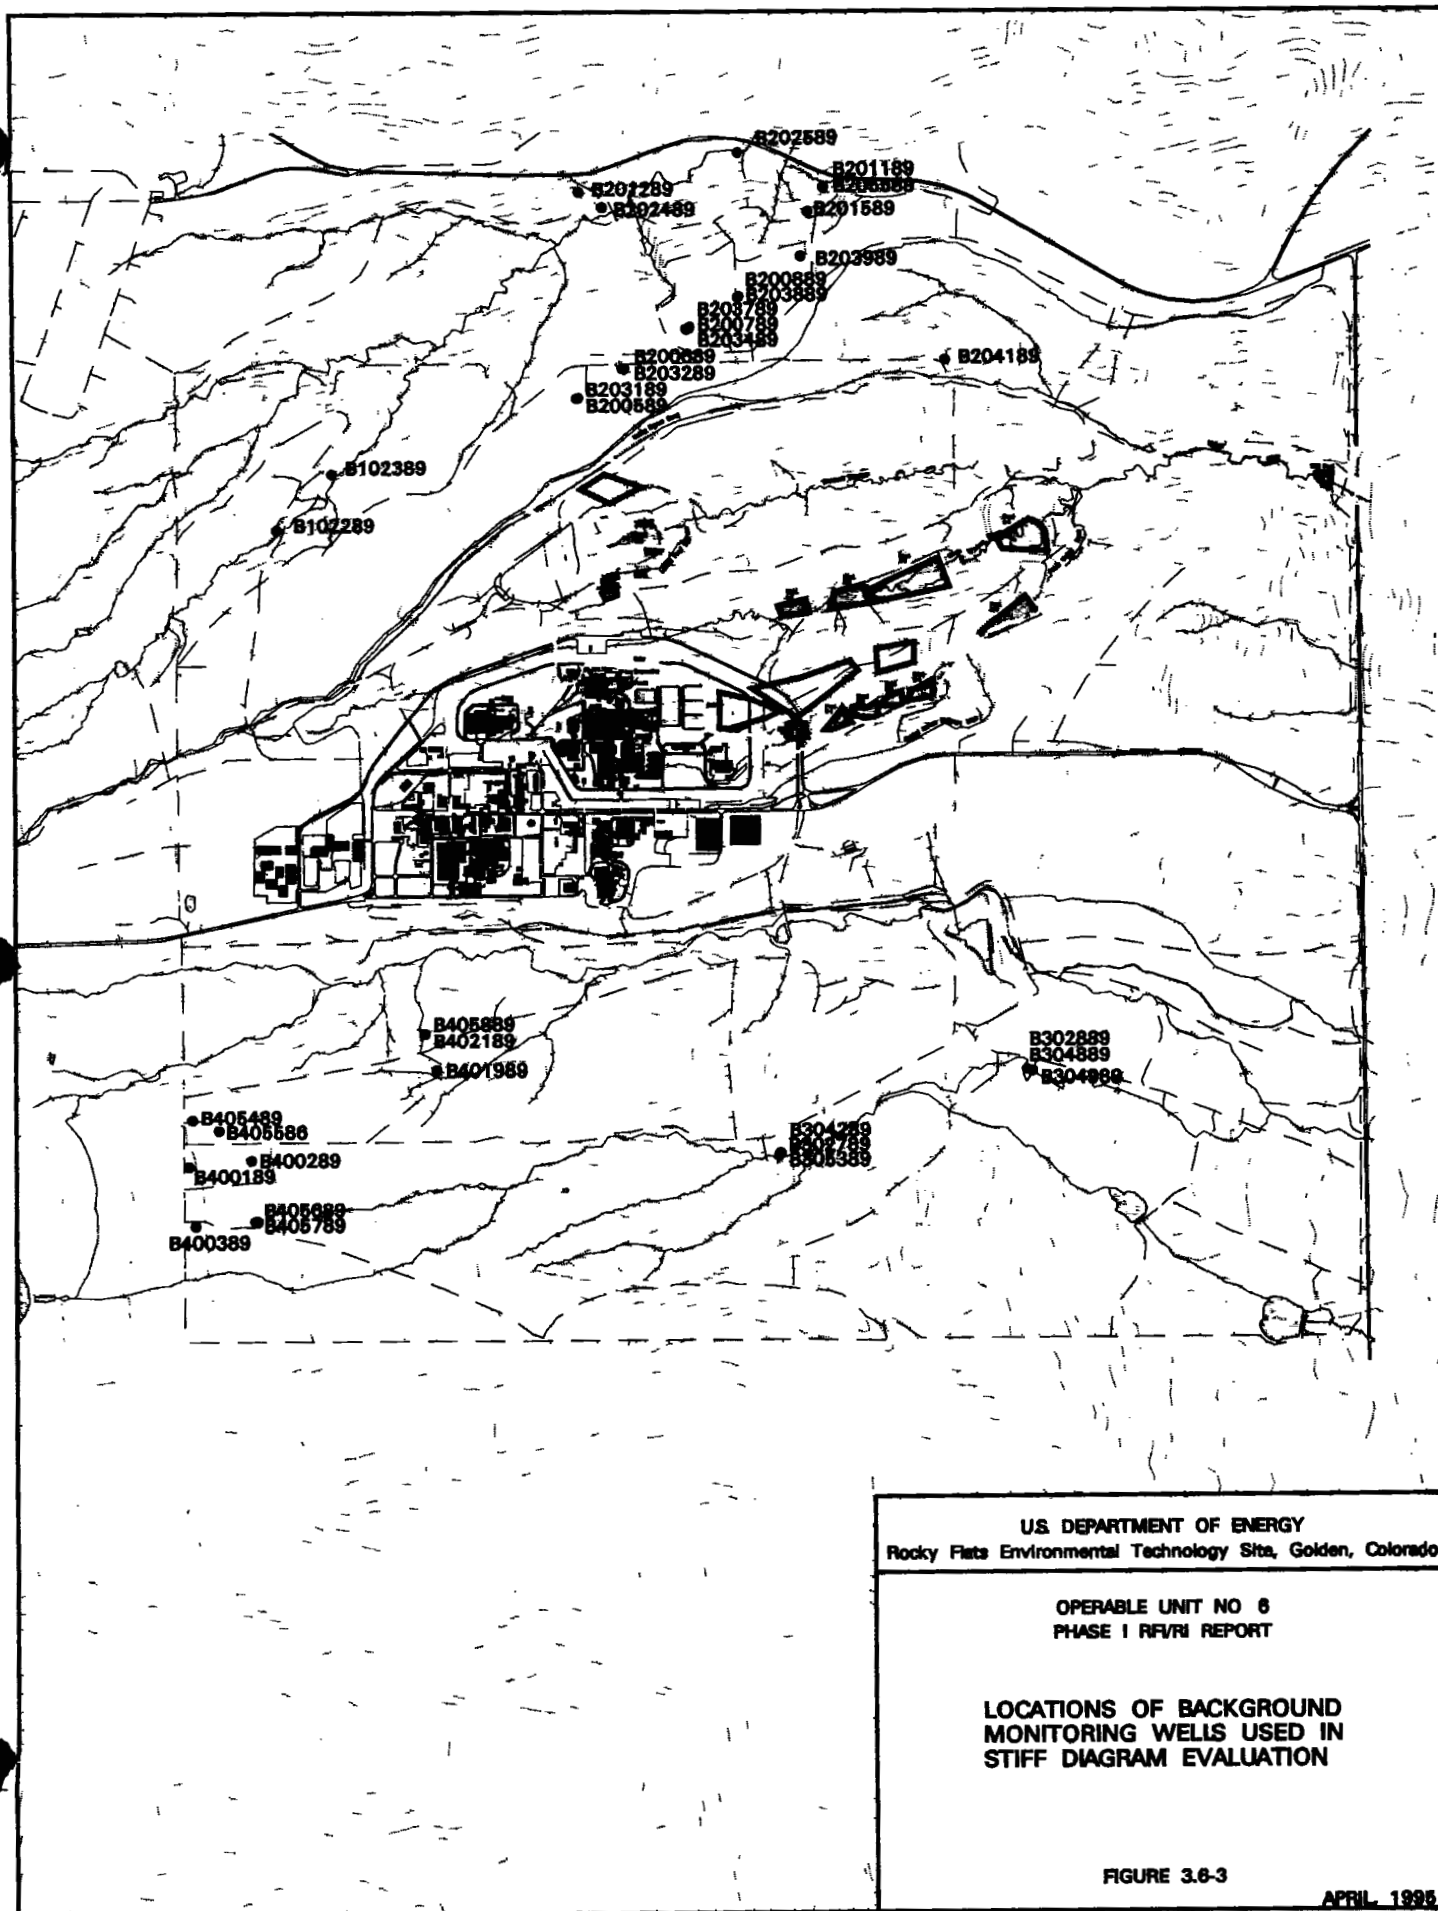 B202589
B201189
B201289
B202489
B201589
B203989
B200889
B203889
B203789
B200789
B203489
B204189
B200689
B203289
B203189
B200589
B102389
B102289
B405889
B402189
B401989
B302889
B304889
B304989
B405489
B405586
B304289
B302789
B305389
B400289
B400189
B405689
B405789
B400389
U.S. DEPARTMENT OF ENERGY
Rocky Flats Environmental Technology Site, Golden, Colorado
OPERABLE UNIT NO 6
PHASE I RFI/RI REPORT
LOCATIONS OF BACKGROUND
MONITORING WELLS USED IN
STIFF DIAGRAM EVALUATION
FIGURE 3.6-3
APRIL 1995